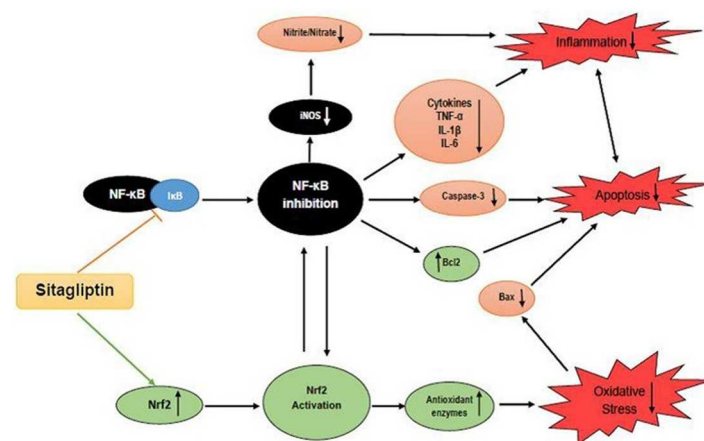 Nitrite/Nitrate
Inflammation
iNOS
Cytokines
TNF-α
IL-1β
IL-6
NF-κB
IκB
NF-κB
inhibition
Caspase-3
Apoptosis
Bcl2
Sitagliptin
Bax
Nrf2
Nrf2
Activation
Antioxidant
enzymes
Oxidative
Stress